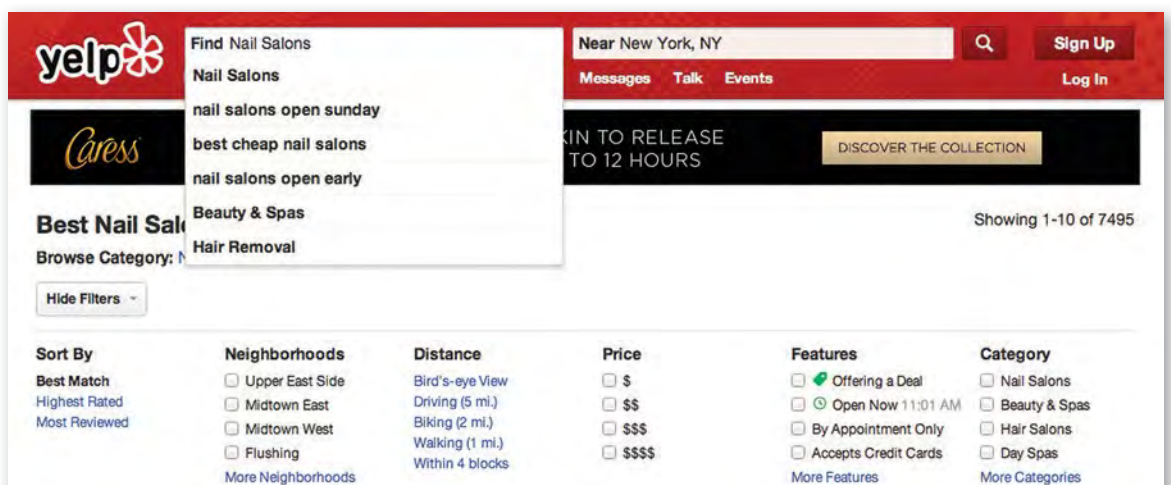 yelp
Find Nail Salons
Near New York, NY
Sign Up
Nail Salons
Messages Talk Events
Log In
nail salons open sunday
best cheap nail salons
nail salons open early
Beauty & Spas
Hair Removal
Caress
TO RELEASE
TO 12 HOURS
DISCOVER THE COLLECTION
Best Nail
Showing 1-10 of 7495
Browse Category:
Hide Filters
Sort By
Best Match
Highest Rated
Most Reviewed
Neighborhoods
Upper East Side
Midtown East
Midtown West
Flushing
More Neighborhoods
Distance
Bird's-eye View
Driving (5 mi.)
Biking (2 mi.)
Walking (1 mi.)
Within 4 blocks
Price
$
$$
$$$
$$$$
Features
Offering a Deal
Open Now 11:01 AM
By Appointment Only
Accepts Credit Cards
More Features
Category
Nail Salons
Beauty & Spas
Hair Salons
Day Spas
More Categories